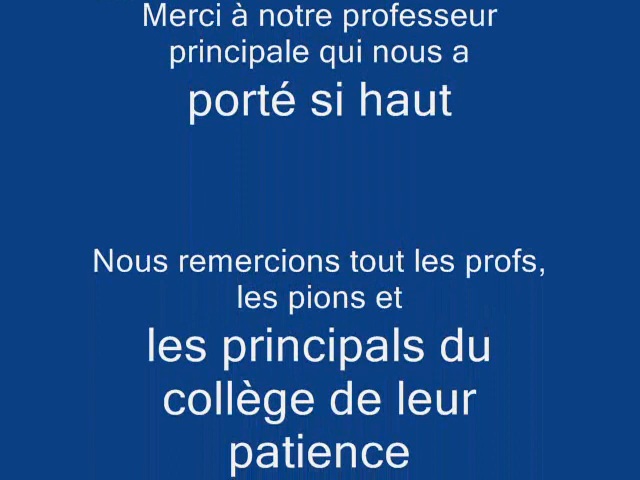 Merci à notre professeur
principale qui nous a
porté si haut
Nous remercions tout les profs,
les pions et
les principals du
collège de leur
patience